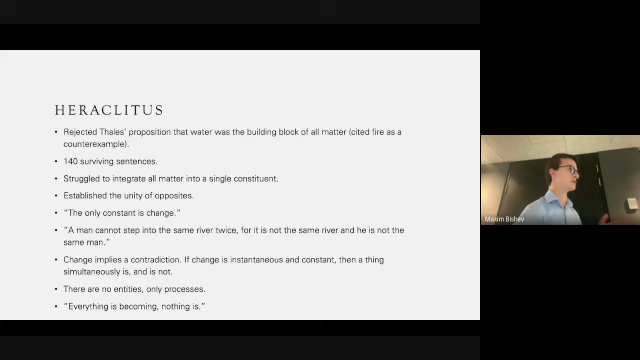 HERACLITUS
• Rejected Thales' proposition that water was the building block of all matter (cited fire as a
counterexample).
• 140 surviving sentences.
• Struggled to integrate all matter into a single constituent.
• Established the unity of opposites.
• "The only constant is change."
• "A man cannot step into the same river twice, for it is not the same river and he is not the
same man."
• Change implies a contradiction. If change is instantaneous and constant, then a thing
simultaneously is, and is not.
• There are no entities, only processes.
• "Everything is becoming, nothing is."
Maxim Bishev